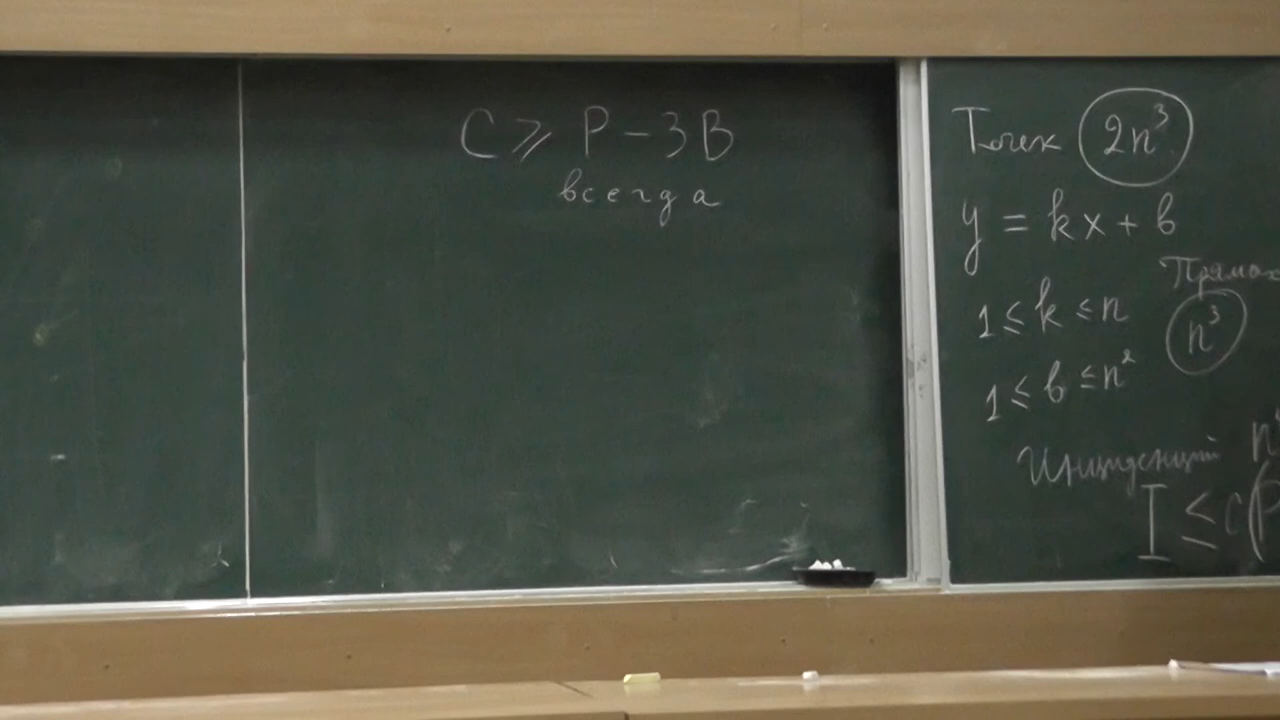 C ⩾ P - 3B
всегда
Точек 2n³
y = kx + b
Прямых
1 ≤ k ≤ n
n³
1 ≤ b ≤ n²
Инциденций
I ≤ c(P